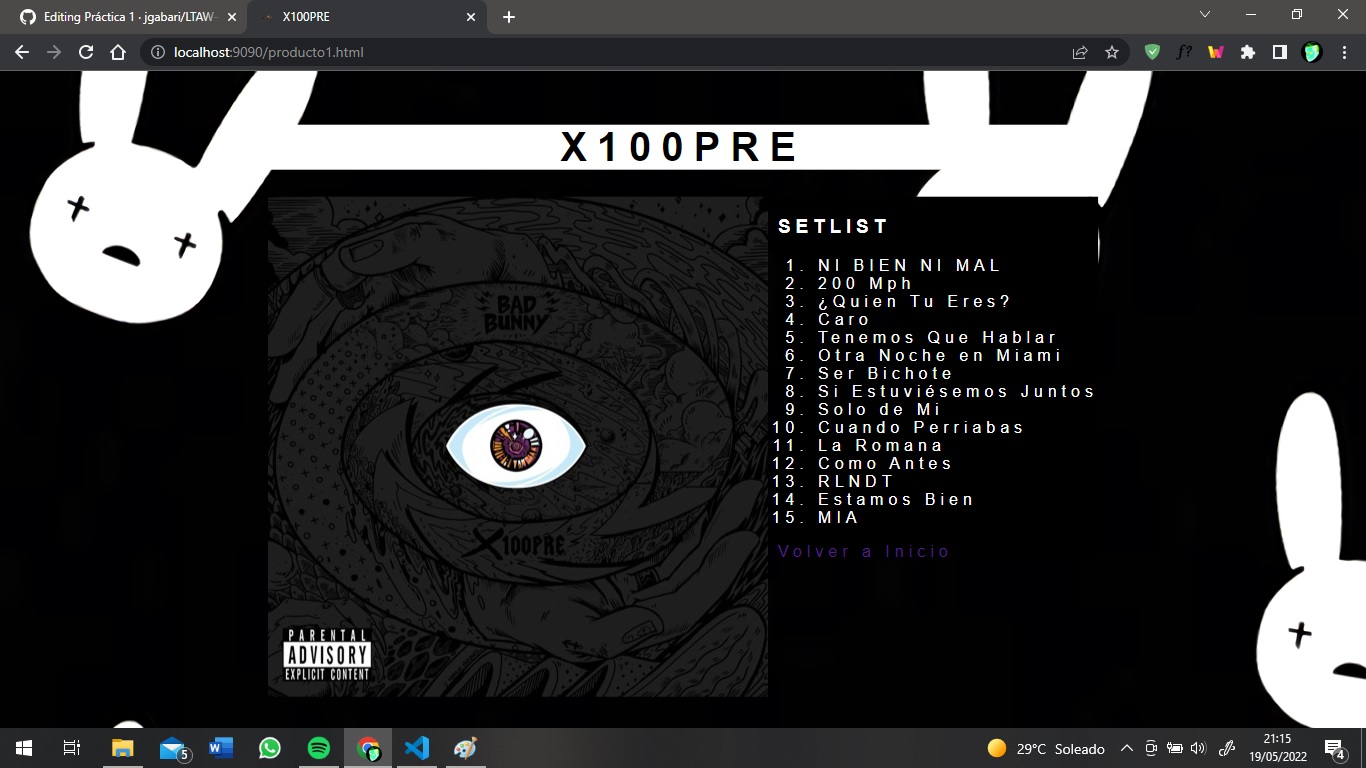 Editing Práctica 1 · jgabari/LTAW-
X100PRE
localhost:9090/producto1.html
f?
X100PRE
BAD
BUNNY
X100PRE
PARENTAL
ADVISORY
EXPLICIT CONTENT
SETLIST
1. NI BIEN NI MAL
2. 200 Mph
3. ¿Quien Tu Eres?
4. Caro
5. Tenemos Que Hablar
6. Otra Noche en Miami
7. Ser Bichote
8. Si Estuviésemos Juntos
9. Solo de Mi
10. Cuando Perriabas
11. La Romana
12. Como Antes
13. RLNDT
14. Estamos Bien
15. MIA
Volver a Inicio
5
29°C Soleado
21:15
19/05/2022
4